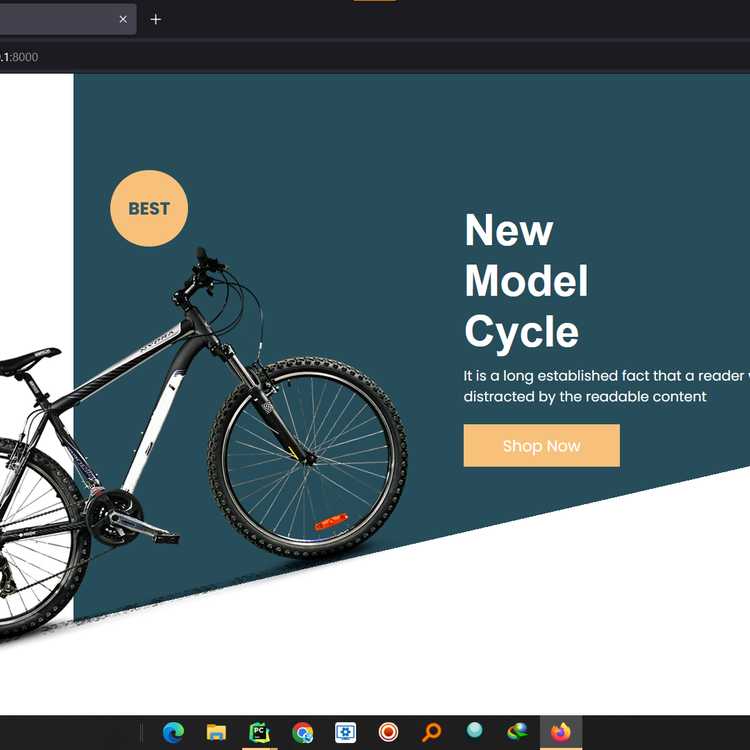 .1:8000
BEST
New
Model
Cycle
It is a long established fact that a reader
distracted by the readable content
Shop Now